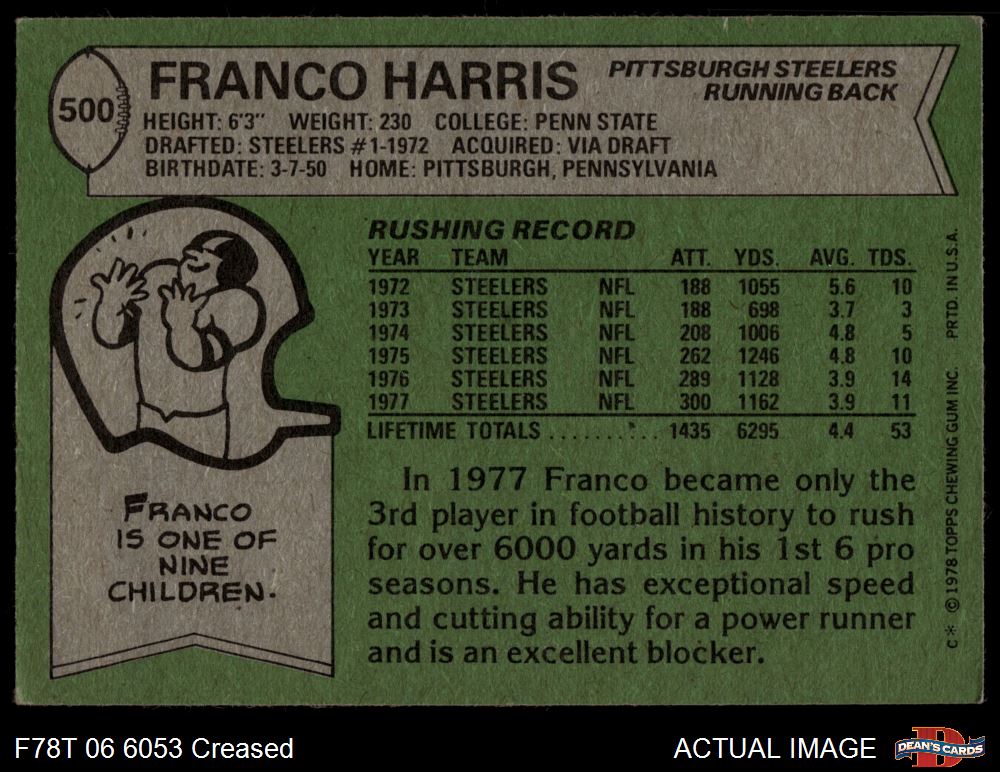 500
FRANCO HARRIS
PITTSBURGH STEELERS
RUNNING BACK
HEIGHT: 6'3" WEIGHT: 230 COLLEGE: PENN STATE
DRAFTED: STEELERS #1-1972 ACQUIRED: VIA DRAFT
BIRTHDATE: 3-7-50 HOME: PITTSBURGH, PENNSYLVANIA
RUSHING RECORD
YEAR TEAM ATT. YDS. AVG. TDS.
1972 STEELERS NFL 188 1055 5.6 10
1973 STEELERS NFL 188 698 3.7 3
1974 STEELERS NFL 208 1006 4.8 5
1975 STEELERS NFL 262 1246 4.8 10
1976 STEELERS NFL 289 1128 3.9 14
1977 STEELERS NFL 300 1162 3.9 11
LIFETIME TOTALS .......... 1435 6295 4.4 53
In 1977 Franco became only the
3rd player in football history to rush
for over 6000 yards in his 1st 6 pro
seasons. He has exceptional speed
and cutting ability for a power runner
and is an excellent blocker.
FRANCO
IS ONE OF
NINE
CHILDREN.
C* © 1978 TOPPS CHEWING GUM INC. PRTD. IN U.S.A.
F78T 06 6053 Creased
ACTUAL IMAGE
DEAN'S CARDS